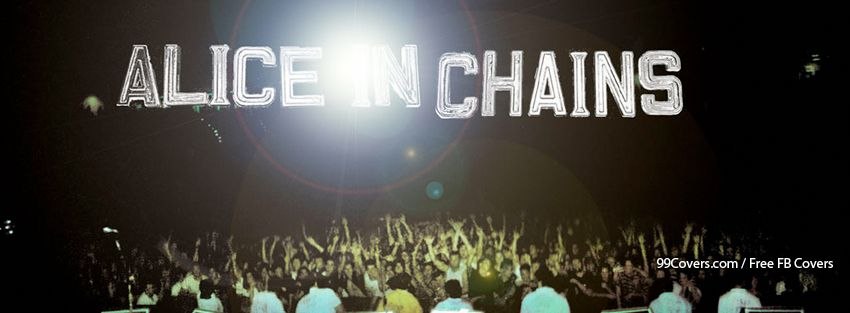 ALICE IN CHAINS
99Covers.com / Free FB Covers